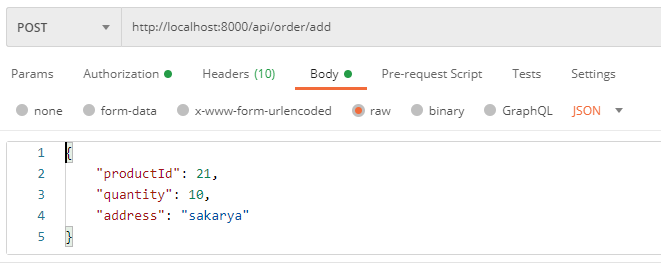 POST http://localhost:8000/api/order/add
Params Authorization Headers (10) Body Pre-request Script Tests Settings
none form-data x-www-form-urlencoded raw binary GraphQL JSON
1 {
2 "productId": 21,
3 "quantity": 10,
4 "address": "sakarya"
5 }